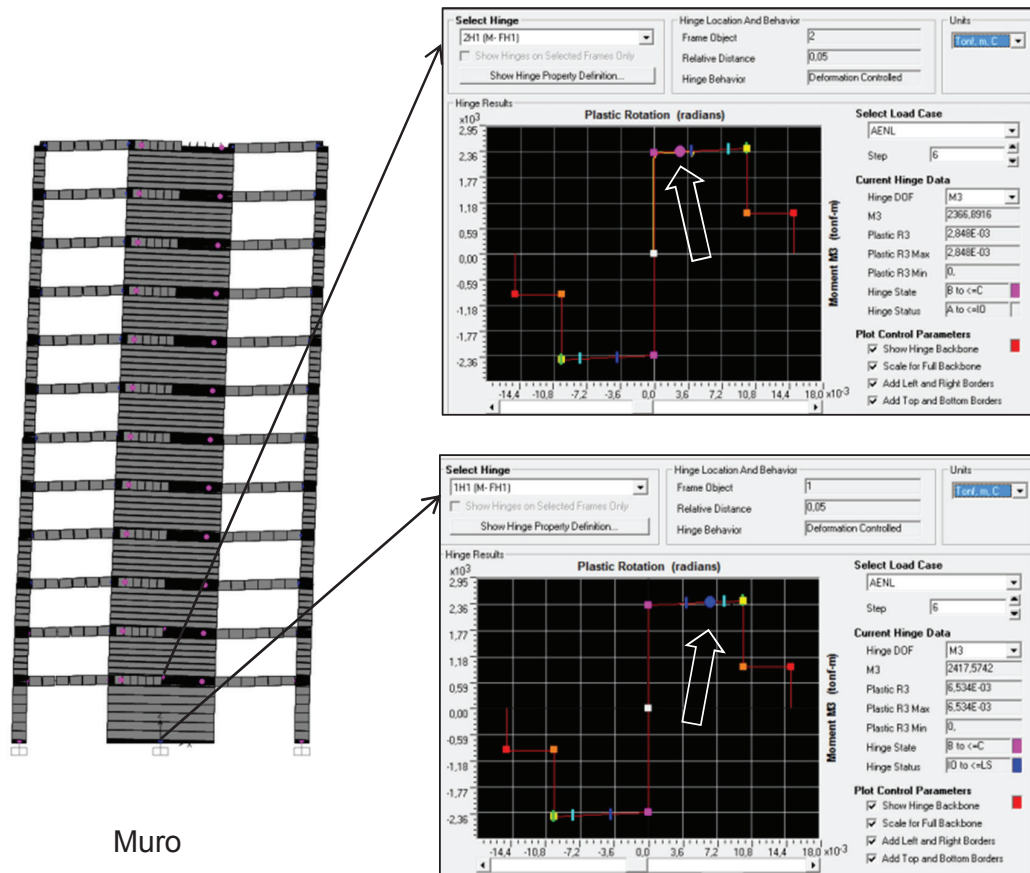 Select Hinge
2H1 (M- FH1)
Show Hinges on Selected Frames Only
Show Hinge Property Definition...
Hinge Location And Behavior
Frame Object
2
Relative Distance
0,05
Hinge Behavior
Deformation Controlled
Units
Tonf, m, C
Hinge Results
x10³
Plastic Rotation (radians)
2,95
2,36
1,77
1,18
0,59
0,00
-0,59
-1,18
-1,77
-2,36
-14,4 -10,8 -7,2 -3,6 0,0 3,6 7,2 10,8 14,4 18,0 x10⁻³
Moment M3 (tonf-m)
Select Load Case
AENL
Step
6
Current Hinge Data
Hinge DOF
M3
M3
2366,8916
Plastic R3
2,848E-03
Plastic R3 Max
2,848E-03
Plastic R3 Min
0,
Hinge State
B to <=C
Hinge Status
A to <=IO
Plot Control Parameters
Show Hinge Backbone
Scale for Full Backbone
Add Left and Right Borders
Add Top and Bottom Borders
Select Hinge
1H1 (M- FH1)
Show Hinges on Selected Frames Only
Show Hinge Property Definition...
Hinge Location And Behavior
Frame Object
1
Relative Distance
0,05
Hinge Behavior
Deformation Controlled
Units
Tonf, m, C
Hinge Results
x10³
Plastic Rotation (radians)
2,95
2,36
1,77
1,18
0,59
0,00
-0,59
-1,18
-1,77
-2,36
-14,4 -10,8 -7,2 -3,6 0,0 3,6 7,2 10,8 14,4 18,0 x10⁻³
Moment M3 (tonf-m)
Select Load Case
AENL
Step
6
Current Hinge Data
Hinge DOF
M3
M3
2417,5742
Plastic R3
6,534E-03
Plastic R3 Max
6,534E-03
Plastic R3 Min
0,
Hinge State
B to <=C
Hinge Status
IO to <=LS
Plot Control Parameters
Show Hinge Backbone
Scale for Full Backbone
Add Left and Right Borders
Add Top and Bottom Borders
Muro